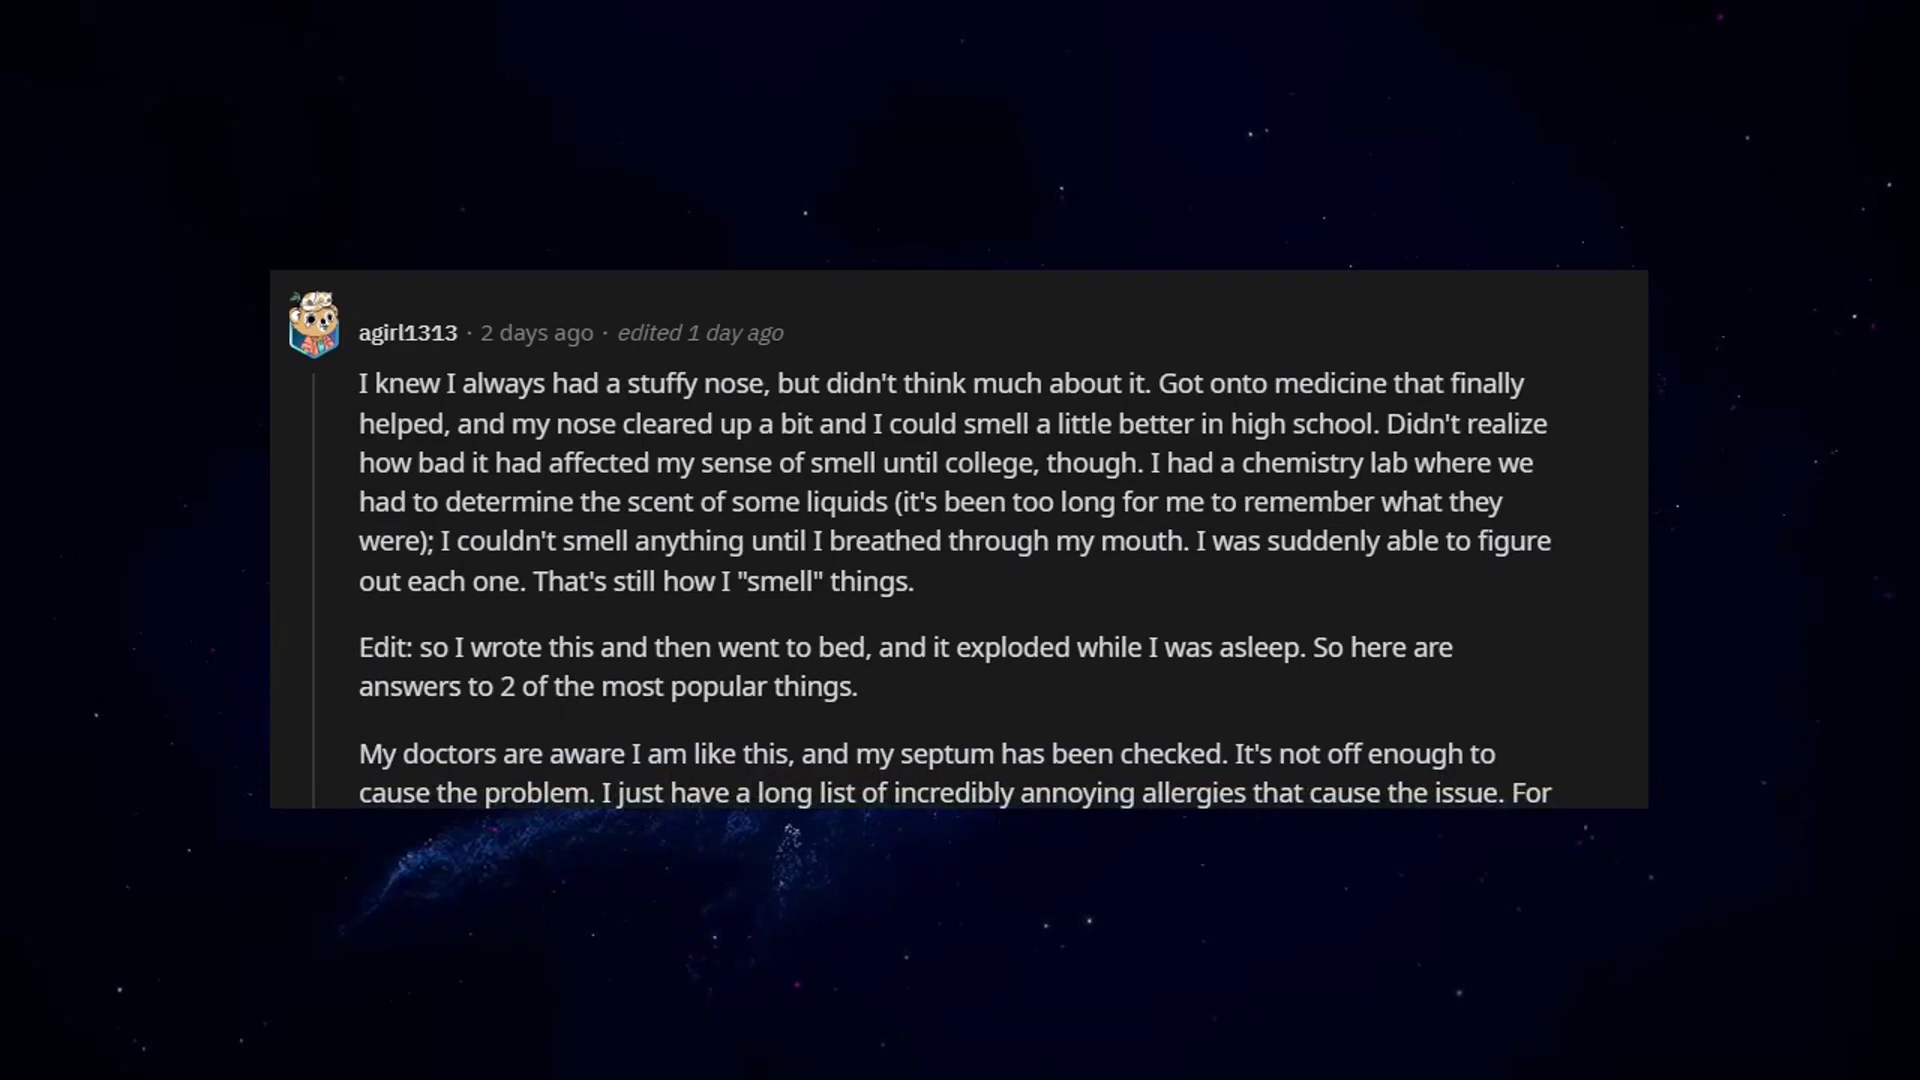 agirl1313 · 2 days ago · edited 1 day ago
I knew I always had a stuffy nose, but didn't think much about it. Got onto medicine that finally
helped, and my nose cleared up a bit and I could smell a little better in high school. Didn't realize
how bad it had affected my sense of smell until college, though. I had a chemistry lab where we
had to determine the scent of some liquids (it's been too long for me to remember what they
were); I couldn't smell anything until I breathed through my mouth. I was suddenly able to figure
out each one. That's still how I "smell" things.
Edit: so I wrote this and then went to bed, and it exploded while I was asleep. So here are
answers to 2 of the most popular things.
My doctors are aware I am like this, and my septum has been checked. It's not off enough to
cause the problem. I just have a long list of incredibly annoying allergies that cause the issue. For